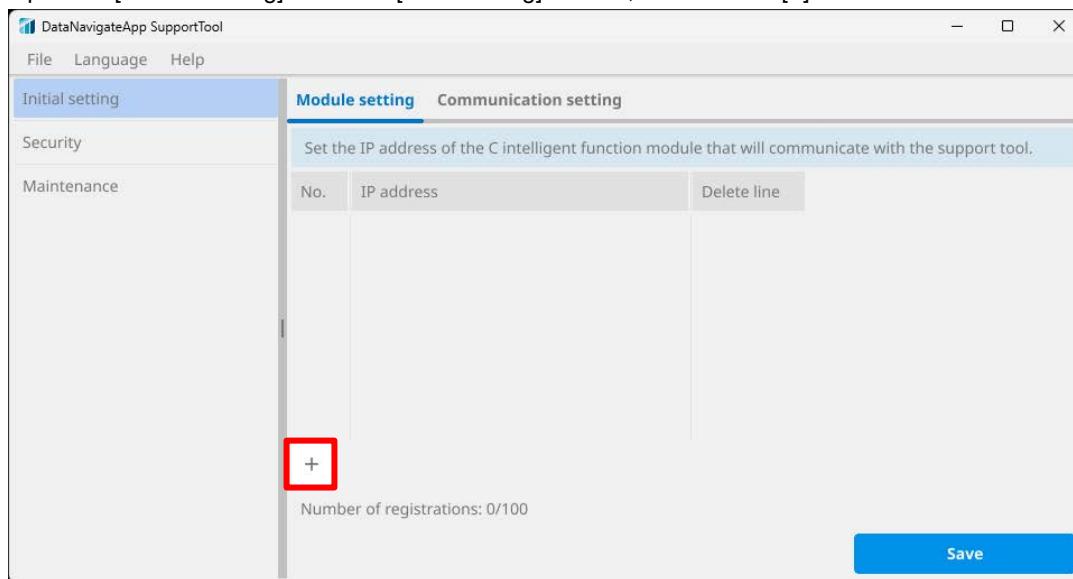 DataNavigateApp SupportTool
File Language Help
Initial setting
Security
Maintenance
Module setting Communication setting
Set the IP address of the C intelligent function module that will communicate with the support tool.
No. IP address Delete line
+
Number of registrations: 0/100
Save